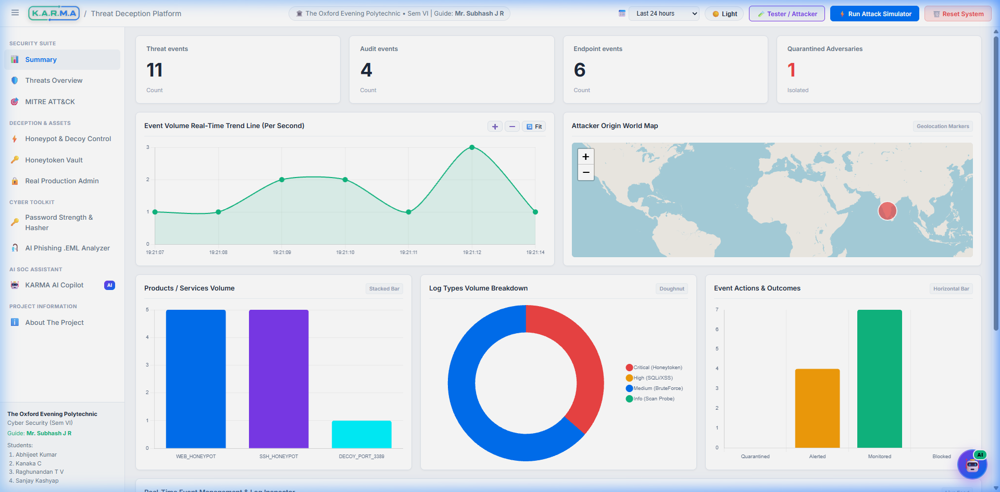 K.A.R.M.A / Threat Deception Platform
The Oxford Evening Polytechnic • Sem VI | Guide: Mr. Subhash J R
Last 24 hours
Light
Tester / Attacker
Run Attack Simulator
Reset System
SECURITY SUITE
Summary
Threats Overview
MITRE ATT&CK
DECEPTION & ASSETS
Honeypot & Decoy Control
Honeytoken Vault
Real Production Admin
CYBER TOOLKIT
Password Strength &
Hasher
AI Phishing .EML Analyzer
AI SOC ASSISTANT
KARMA AI Copilot AI
PROJECT INFORMATION
About The Project
The Oxford Evening Polytechnic
Cyber Security (Sem VI)
Guide: Mr. Subhash J R
Students:
1. Abhijeet Kumar
2. Kanaka C
3. Raghunandan T V
4. Sanjay Kashyap
Threat events
11
Count
Audit events
4
Count
Endpoint events
6
Count
Quarantined Adversaries
1
Isolated
Event Volume Real-Time Trend Line (Per Second)
+ − Fit
3
2
1
0
19:21:07 19:21:08 19:21:09 19:21:10 19:21:11 19:21:12 19:21:14
Attacker Origin World Map
Geolocation Markers
+
−
Products / Services Volume
Stacked Bar
5
4
3
2
1
0
WEB_HONEYPOT SSH_HONEYPOT DECOY_PORT_3389
Log Types Volume Breakdown
Doughnut
Critical (Honeytoken)
High (SQLi/XSS)
Medium (BruteForce)
Info (Scan Probe)
Event Actions & Outcomes
Horizontal Bar
7
6
5
4
3
2
1
0
Quarantined Alerted Monitored Blocked
AI
Real-Time Event Management & Log Inspector